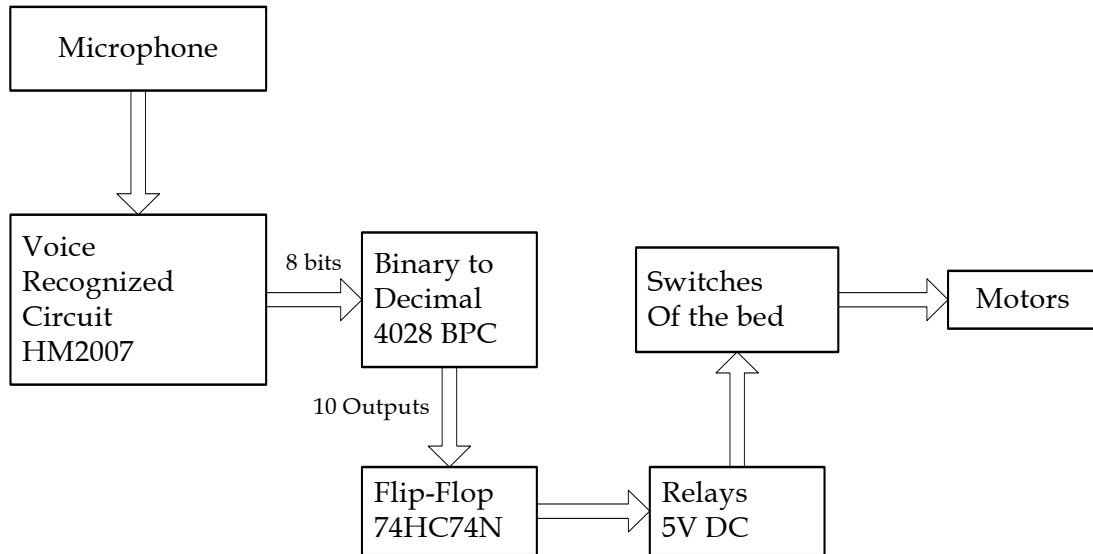 Microphone
Voice
Recognized
Circuit
HM2007
8 bits
Binary to
Decimal
4028 BPC
10 Outputs
Flip-Flop
74HC74N
Relays
5V DC
Switches
Of the bed
Motors